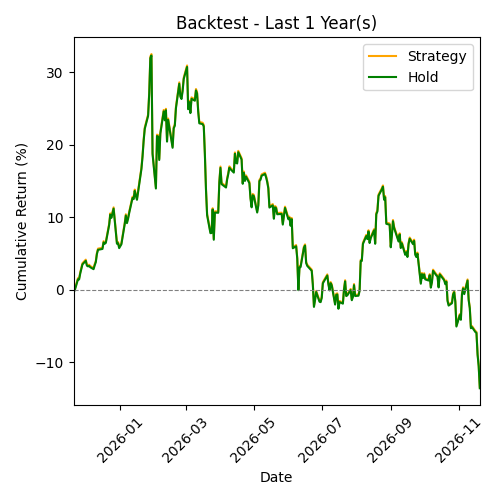 Backtest - Last 1 Year(s)
Strategy
Hold
Cumulative Return (%)
30
20
10
0
−10
2026-01
2026-03
2026-05
2026-07
2026-09
2026-11
Date